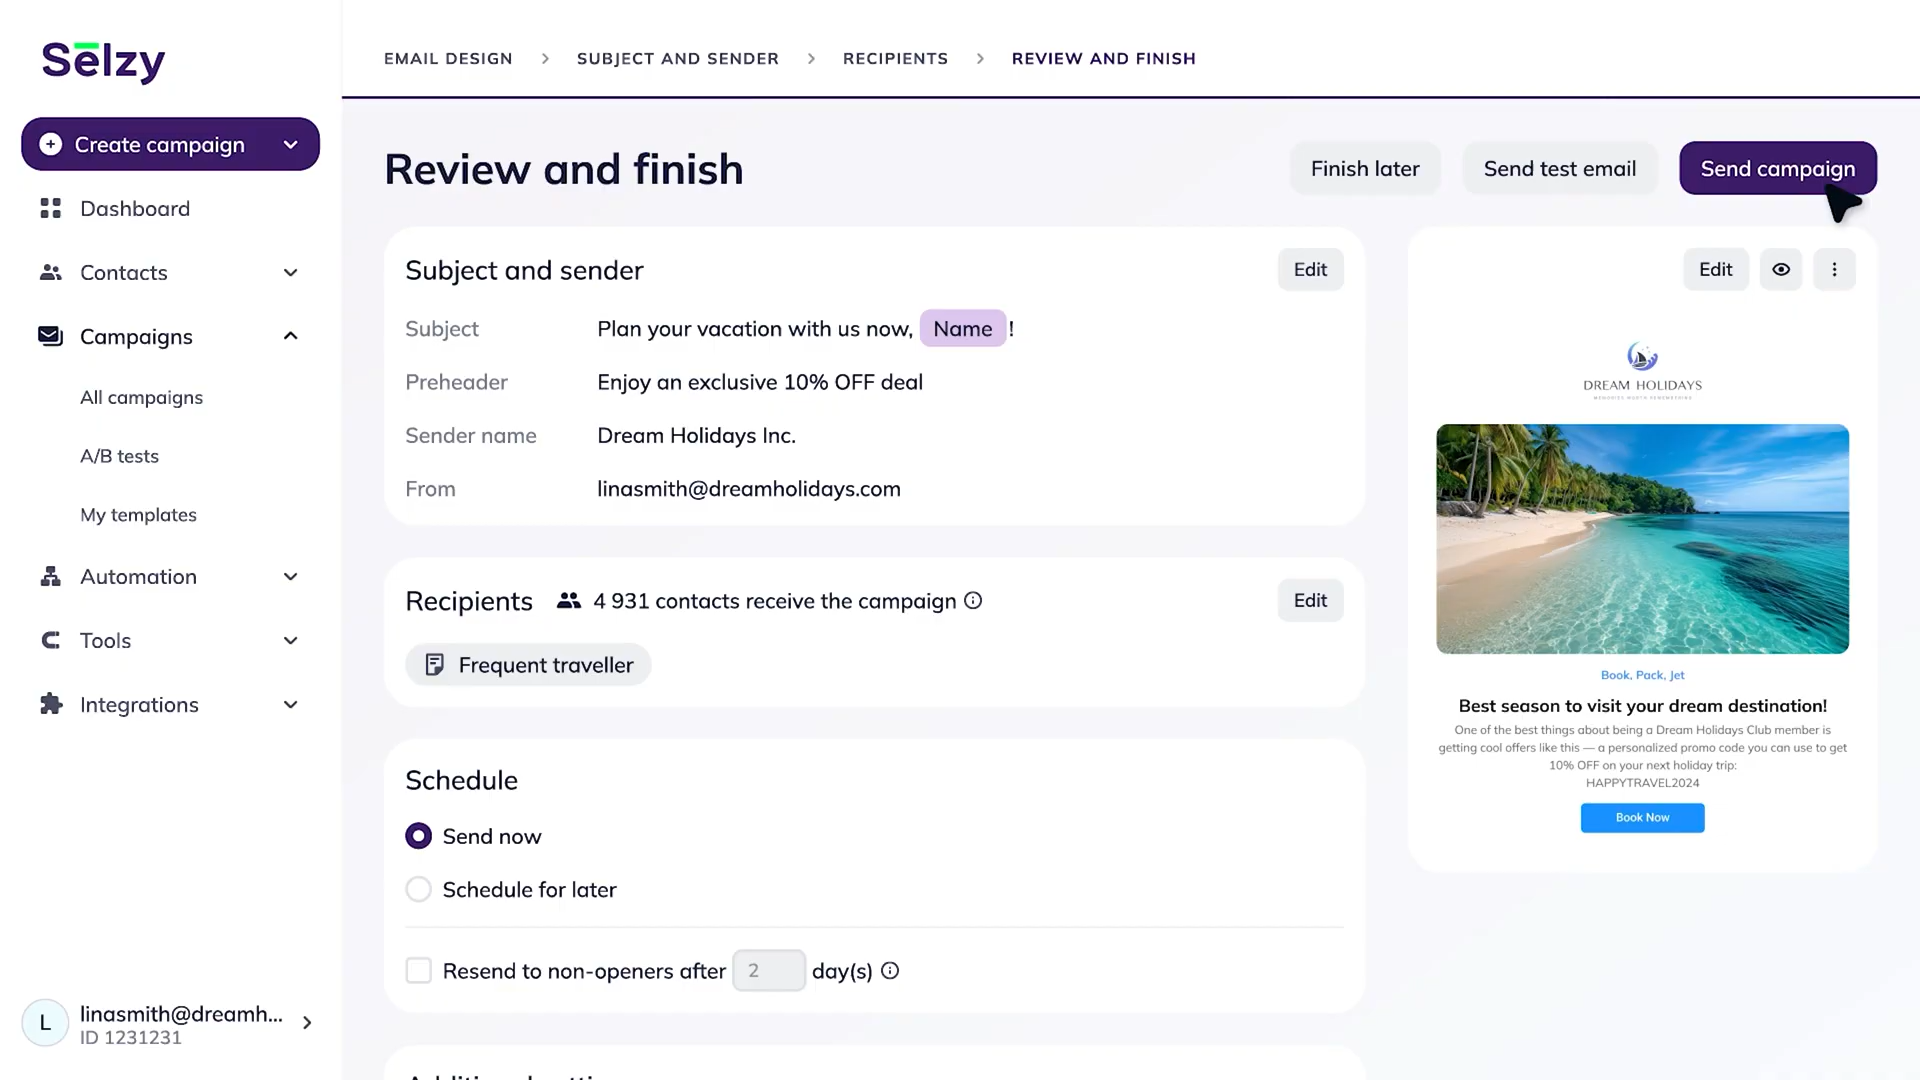 Selzy
EMAIL DESIGN > SUBJECT AND SENDER > RECIPIENTS > REVIEW AND FINISH
Create campaign
Dashboard
Contacts
Campaigns
All campaigns
A/B tests
My templates
Automation
Tools
Integrations
linasmith@dreamh...
ID 1231231
L
Review and finish
Finish later
Send test email
Send campaign
Subject and sender
Edit
Subject
Plan your vacation with us now, Name !
Preheader
Enjoy an exclusive 10% OFF deal
Sender name
Dream Holidays Inc.
From
linasmith@dreamholidays.com
Recipients
4 931 contacts receive the campaign
Edit
Frequent traveller
Schedule
Send now
Schedule for later
Resend to non-openers after 2 day(s)
Edit
DREAM HOLIDAYS
MEMORIES WORTH REMEMBERING
Book, Pack, Jet
Best season to visit your dream destination!
One of the best things about being a Dream Holidays Club member is
getting cool offers like this — a personalized promo code you can use to get
10% OFF on your next holiday trip:
HAPPYTRAVEL2024
Book Now